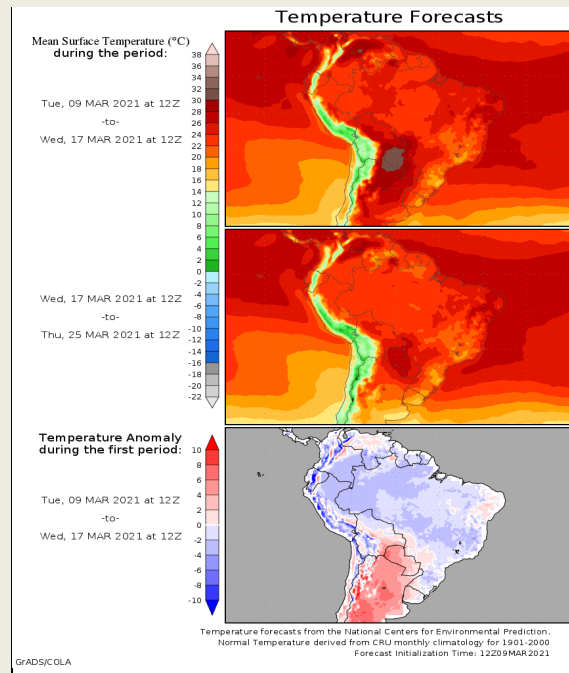 Temperature Forecasts
Mean Surface Temperature (°C)
during the period:
Tue, 09 MAR 2021 at 12Z
-to-
Wed, 17 MAR 2021 at 12Z
38
36
34
32
30
28
26
24
22
20
18
16
14
12
10
8
6
4
2
0
-2
-4
-6
-8
-10
-12
-14
-16
-18
-20
-22
Wed, 17 MAR 2021 at 12Z
-to-
Thu, 25 MAR 2021 at 12Z
Temperature Anomaly
during the first period:
Tue, 09 MAR 2021 at 12Z
-to-
Wed, 17 MAR 2021 at 12Z
10
8
6
4
2
0
-2
-4
-6
-8
-10
Temperature forecasts from the National Centers for Environmental Prediction.
Normal Temperature derived from CRU monthly climatology for 1901-2000
Forecast Initialization Time: 12Z09MAR2021
GrADS/COLA